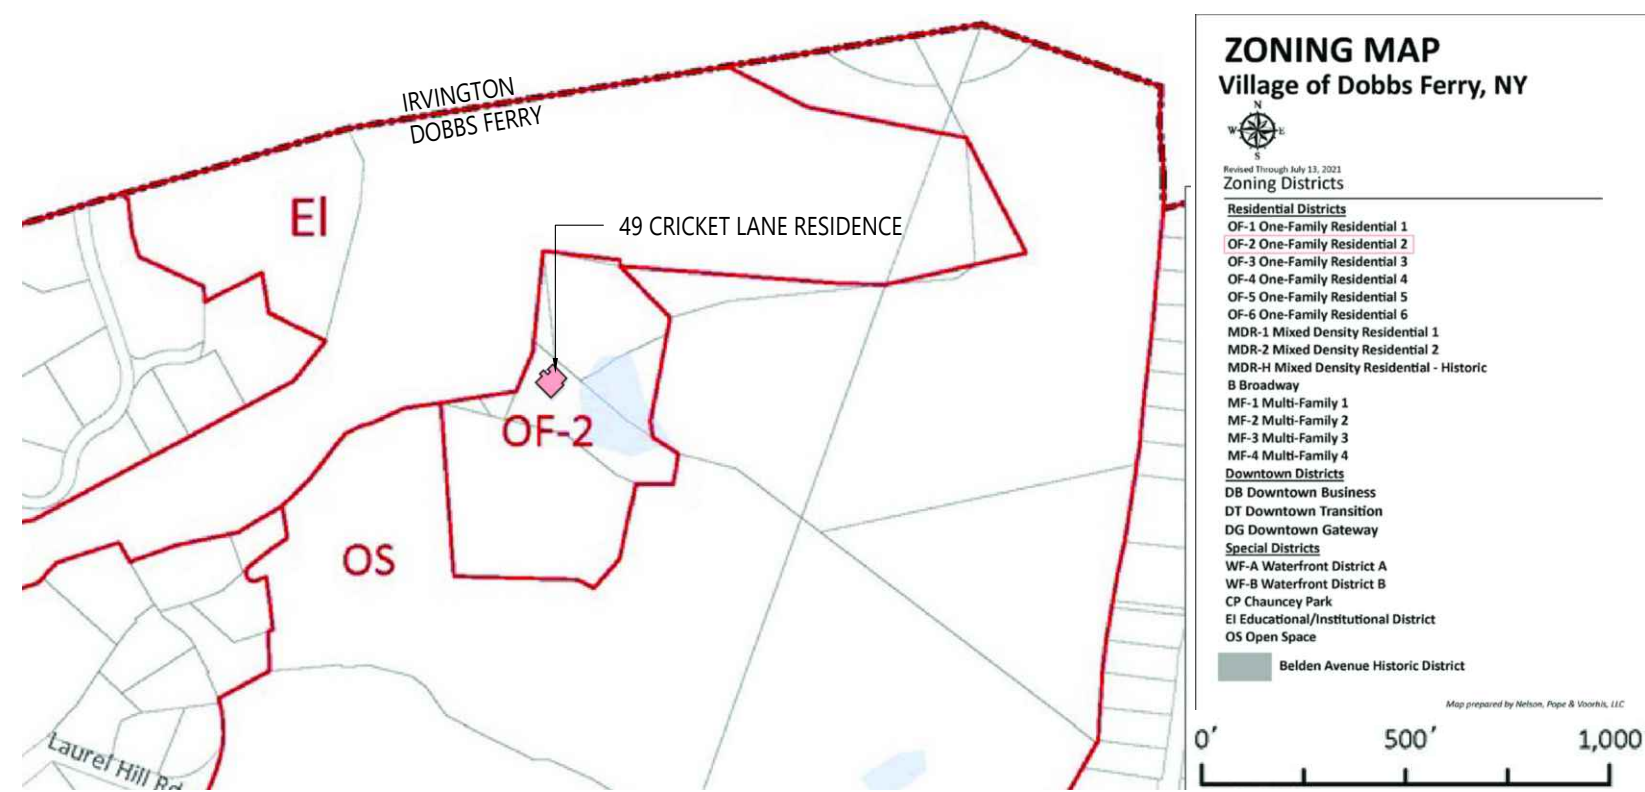 IRVINGTON
DOBBS FERRY
EI
49 CRICKET LANE RESIDENCE
OF-2
OS
Laurel Hill Rd
ZONING MAP
Village of Dobbs Ferry, NY
N
W E
S
Revised Through July 13, 2021
Zoning Districts
Residential Districts
OF-1 One-Family Residential 1
OF-2 One-Family Residential 2
OF-3 One-Family Residential 3
OF-4 One-Family Residential 4
OF-5 One-Family Residential 5
OF-6 One-Family Residential 6
MDR-1 Mixed Density Residential 1
MDR-2 Mixed Density Residential 2
MDR-H Mixed Density Residential - Historic
B Broadway
MF-1 Multi-Family 1
MF-2 Multi-Family 2
MF-3 Multi-Family 3
MF-4 Multi-Family 4
Downtown Districts
DB Downtown Business
DT Downtown Transition
DG Downtown Gateway
Special Districts
WF-A Waterfront District A
WF-B Waterfront District B
CP Chauncey Park
EI Educational/Institutional District
OS Open Space
Belden Avenue Historic District
Map prepared by Nelson, Pope & Voorhis, LLC
0' 500' 1,000